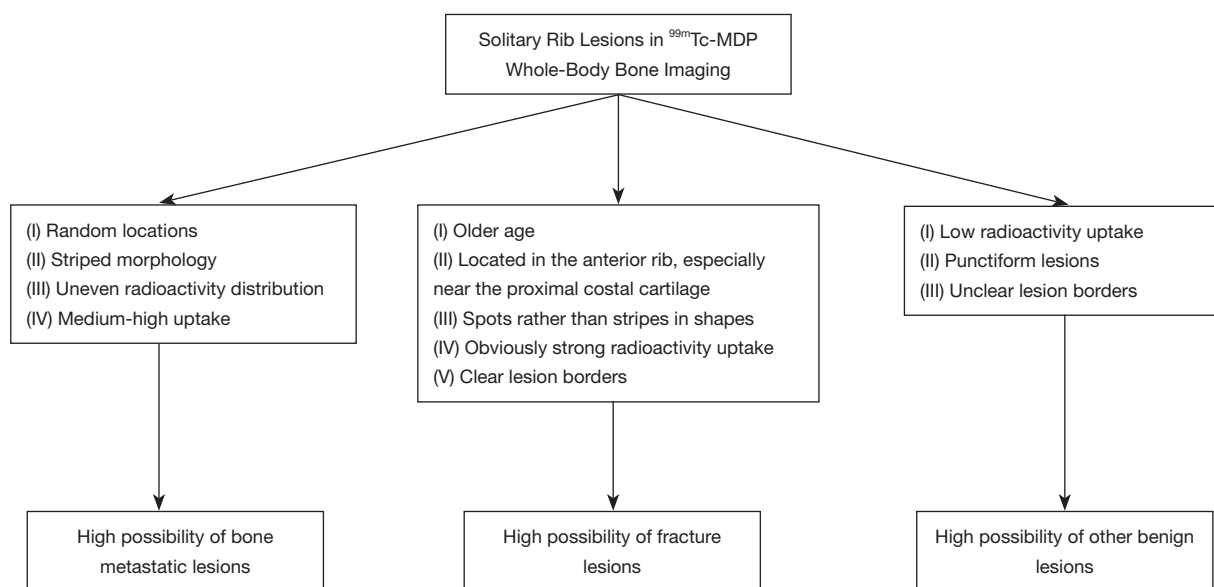 Solitary Rib Lesions in ⁹⁹ᵐTc-MDP
Whole-Body Bone Imaging
(I) Random locations
(II) Striped morphology
(III) Uneven radioactivity distribution
(IV) Medium-high uptake
(I) Older age
(II) Located in the anterior rib, especially
near the proximal costal cartilage
(III) Spots rather than stripes in shapes
(IV) Obviously strong radioactivity uptake
(V) Clear lesion borders
(I) Low radioactivity uptake
(II) Punctiform lesions
(III) Unclear lesion borders
High possibility of bone
metastatic lesions
High possibility of fracture
lesions
High possibility of other benign
lesions